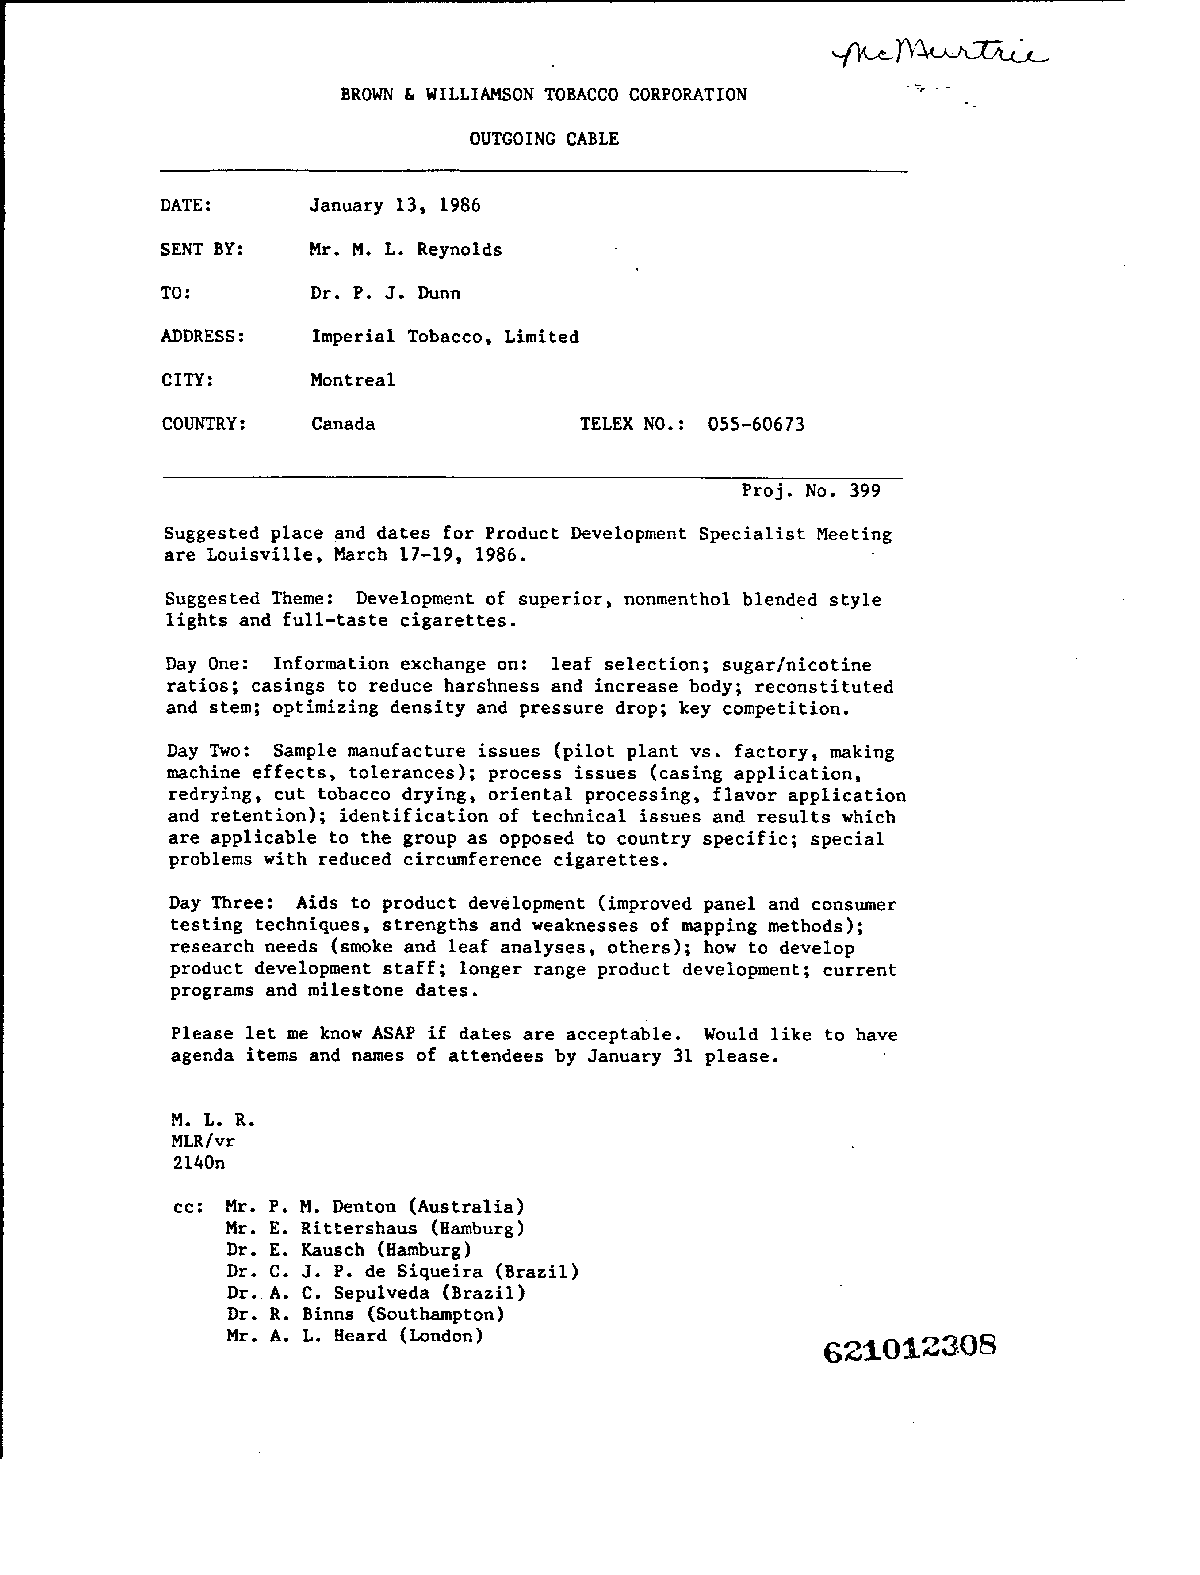 McMurtrie
BROWN & WILLIAMSON TOBACCO CORPORATION
OUTGOING CABLE
DATE: January 13, 1986
SENT BY: Mr. M. L. Reynolds
TO: Dr. P. J. Dunn
ADDRESS: Imperial Tobacco, Limited
CITY: Montreal
COUNTRY: Canada TELEX NO.: 055-60673
Proj. No. 399
Suggested place and dates for Product Development Specialist Meeting
are Louisville, March 17-19, 1986.
Suggested Theme: Development of superior, nonmenthol blended style
lights and full-taste cigarettes.
Day One: Information exchange on: leaf selection; sugar/nicotine
ratios; casings to reduce harshness and increase body; reconstituted
and stem; optimizing density and pressure drop; key competition.
Day Two: Sample manufacture issues (pilot plant vs. factory, making
machine effects, tolerances); process issues (casing application,
redrying, cut tobacco drying, oriental processing, flavor application
and retention); identification of technical issues and results which
are applicable to the group as opposed to country specific; special
problems with reduced circumference cigarettes.
Day Three: Aids to product development (improved panel and consumer
testing techniques, strengths and weaknesses of mapping methods);
research needs (smoke and leaf analyses, others); how to develop
product development staff; longer range product development; current
programs and milestone dates.
Please let me know ASAP if dates are acceptable. Would like to have
agenda items and names of attendees by January 31 please.
M. L. R.
MLR/vr
2140n
cc: Mr. P. M. Denton (Australia)
Mr. E. Rittershaus (Hamburg)
Dr. E. Kausch (Hamburg)
Dr. C. J. P. de Siqueira (Brazil)
Dr. A. C. Sepulveda (Brazil)
Dr. R. Binns (Southampton)
Mr. A. L. Heard (London)
621012308